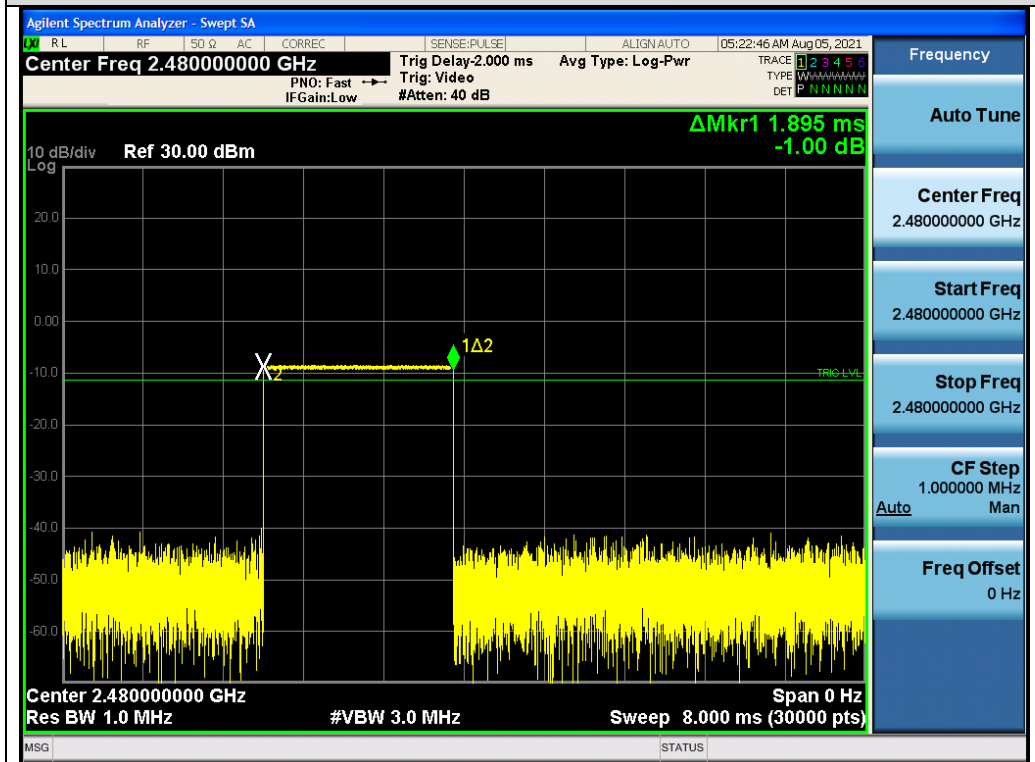 Agilent Spectrum Analyzer - Swept SA
LXI RL RF 50 Ω AC CORREC SENSE:PULSE ALIGN AUTO 05:22:46 AM Aug 05, 2021
Center Freq 2.480000000 GHz
PNO: Fast
IFGain:Low
Trig Delay-2.000 ms
Trig: Video
#Atten: 40 dB
Avg Type: Log-Pwr
TRACE 1 2 3 4 5 6
TYPE WWWWWW
DET P N N N N N
ΔMkr1 1.895 ms
-1.00 dB
10 dB/div Ref 30.00 dBm
Log
20.0
10.0
0.00
-10.0
-20.0
-30.0
-40.0
-50.0
-60.0
1Δ2
X2
TRIG LVL
Center 2.480000000 GHz Span 0 Hz
Res BW 1.0 MHz #VBW 3.0 MHz Sweep 8.000 ms (30000 pts)
MSG STATUS
Frequency
Auto Tune
Center Freq
2.480000000 GHz
Start Freq
2.480000000 GHz
Stop Freq
2.480000000 GHz
CF Step
1.000000 MHz
Auto Man
Freq Offset
0 Hz